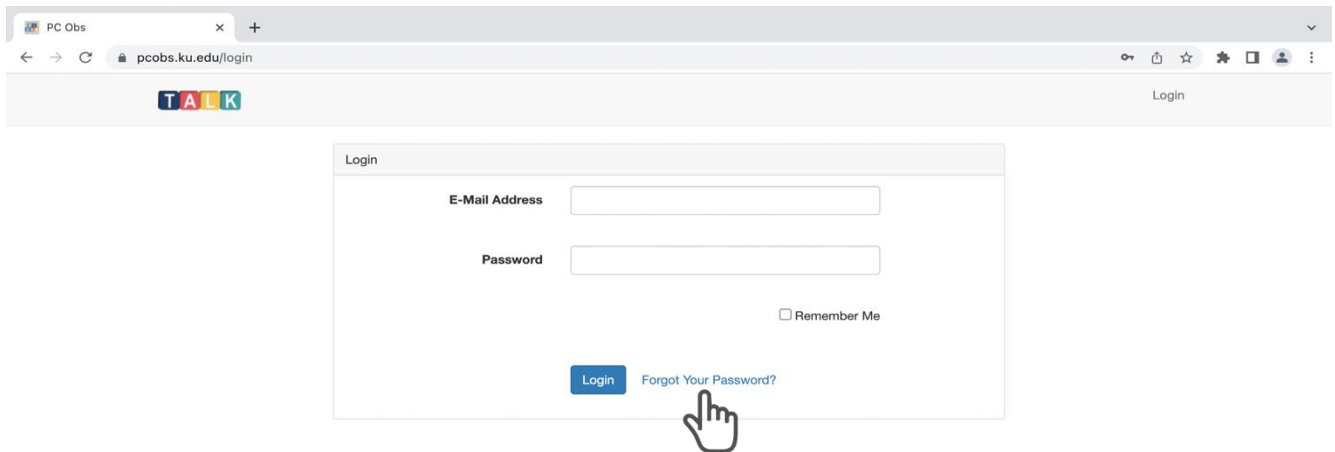 PC Obs
pcobs.ku.edu/login
TALK
Login
Login
E-Mail Address
Password
Remember Me
Login Forgot Your Password?